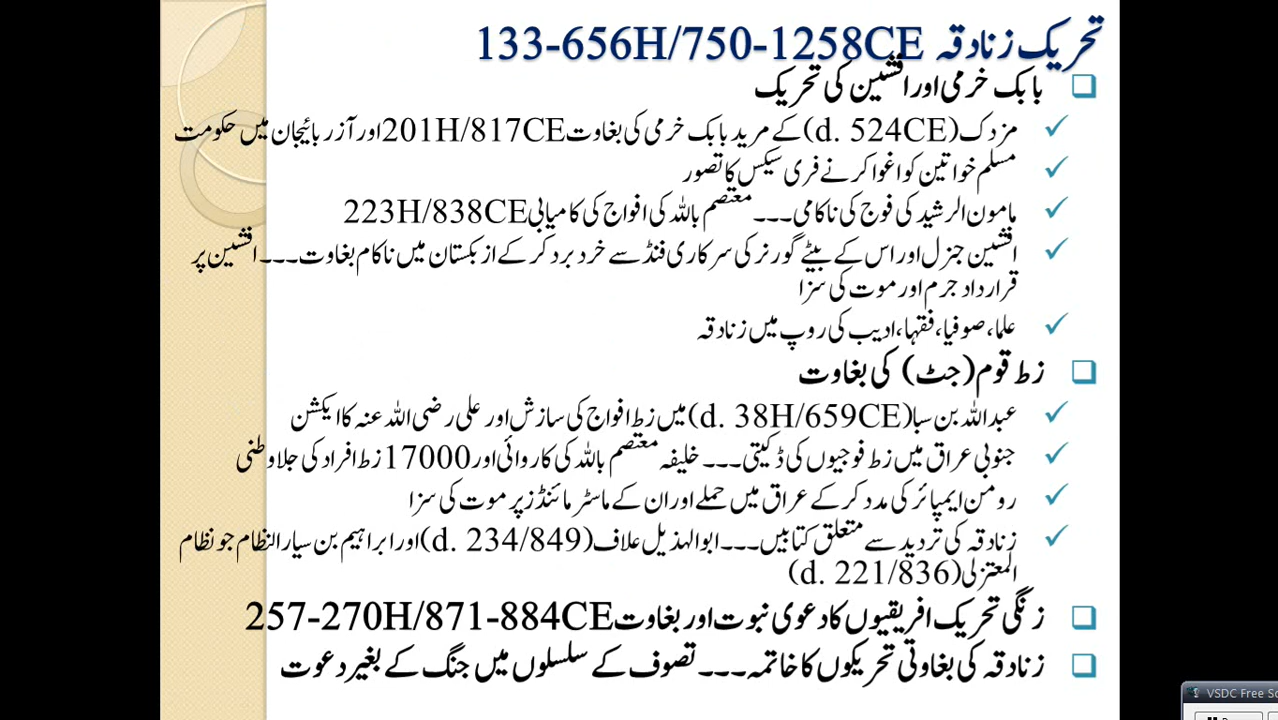 تحریک زنادقہ 133-656H/750-1258CE
بابک خرمی اور افشین کی تحریک
مزدک (d. 524CE) کے مرید بابک خرمی کی بغاوت 201H/817CE اور آذربائیجان میں حکومت
مسلم خواتین کو اغوا کرنے فری سیکس کا تصور
مامون الرشید کی فوج کی ناکامی۔۔۔ معتصم باللہ کی افواج کی کامیابی 223H/838CE
افشین جنرل اور اس کے بیٹے گورنر کی سرکاری فنڈ سے خرد برد کر کے ازبکستان میں ناکام بغاوت۔۔۔ افشین پر
قرارداد جرم اور موت کی سزا
علما، صوفیا، فقہا، ادیب کی روپ میں زنادقہ
زط قوم (جٹ) کی بغاوت
عبداللہ بن سبا (d. 38H/659CE) میں زط افواج کی سازش اور علی رضی اللہ عنہ کا ایکشن
جنوبی عراق میں زط فوجیوں کی ڈکیتی۔۔۔ خلیفہ معتصم باللہ کی کاروائی اور 17000 زط افراد کی جلاوطنی
رومن ایمپائر کی مدد کر کے عراق میں حملے اور ان کے ماسٹر مائنڈز پر موت کی سزا
زنادقہ کی تردید سے متعلق کتابیں۔۔۔ ابوالہذیل علاف (d. 234/849) اور ابراہیم بن سیار النظام جو نظام
المعتزلی (d. 221/836)
زنگی تحریک افریقیوں کا دعوی نبوت اور بغاوت 257-270H/871-884CE
زنادقہ کی بغاوتی تحریکوں کا خاتمہ۔۔۔ تصوف کے سلسلوں میں جنگ کے بغیر دعوت
VSDC Free Sc